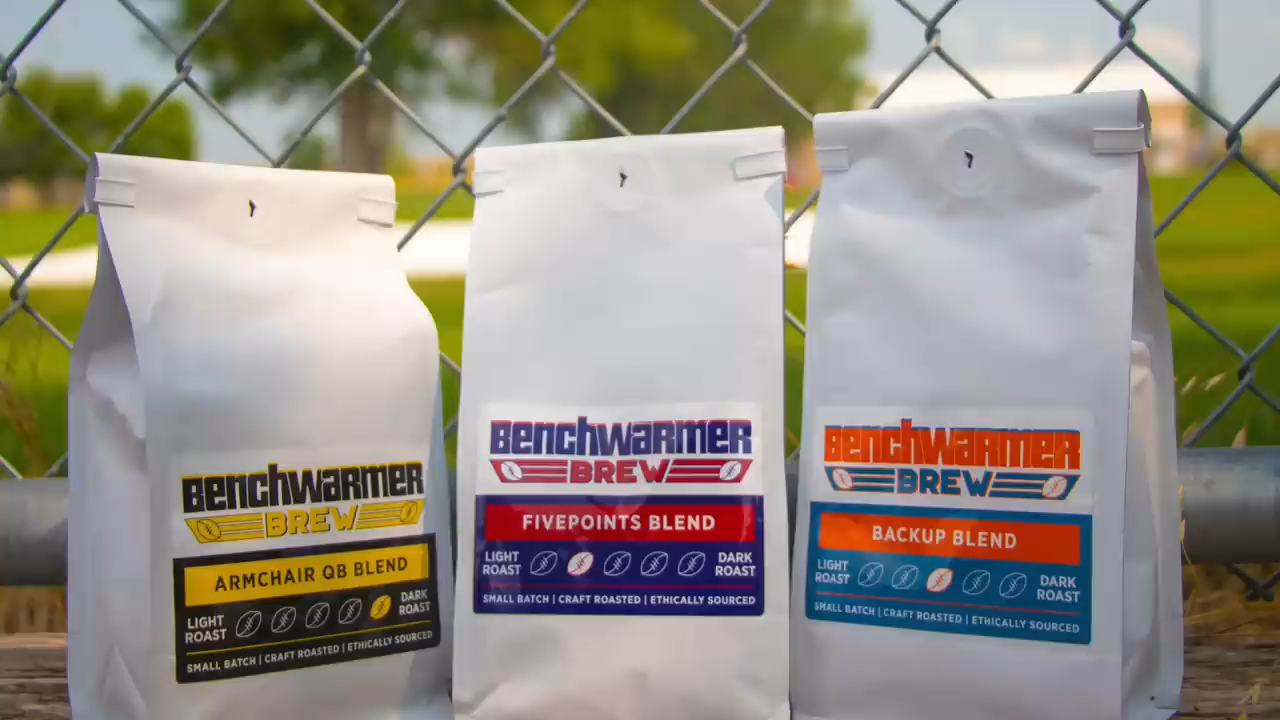 BENCHWARMER
BREW
ARMCHAIR QB BLEND
LIGHT ROAST
DARK ROAST
SMALL BATCH | CRAFT ROASTED | ETHICALLY SOURCED
BENCHWARMER
BREW
FIVEPOINTS BLEND
LIGHT ROAST
DARK ROAST
SMALL BATCH | CRAFT ROASTED | ETHICALLY SOURCED
BENCHWARMER
BREW
BACKUP BLEND
LIGHT ROAST
DARK ROAST
SMALL BATCH | CRAFT ROASTED | ETHICALLY SOURCED